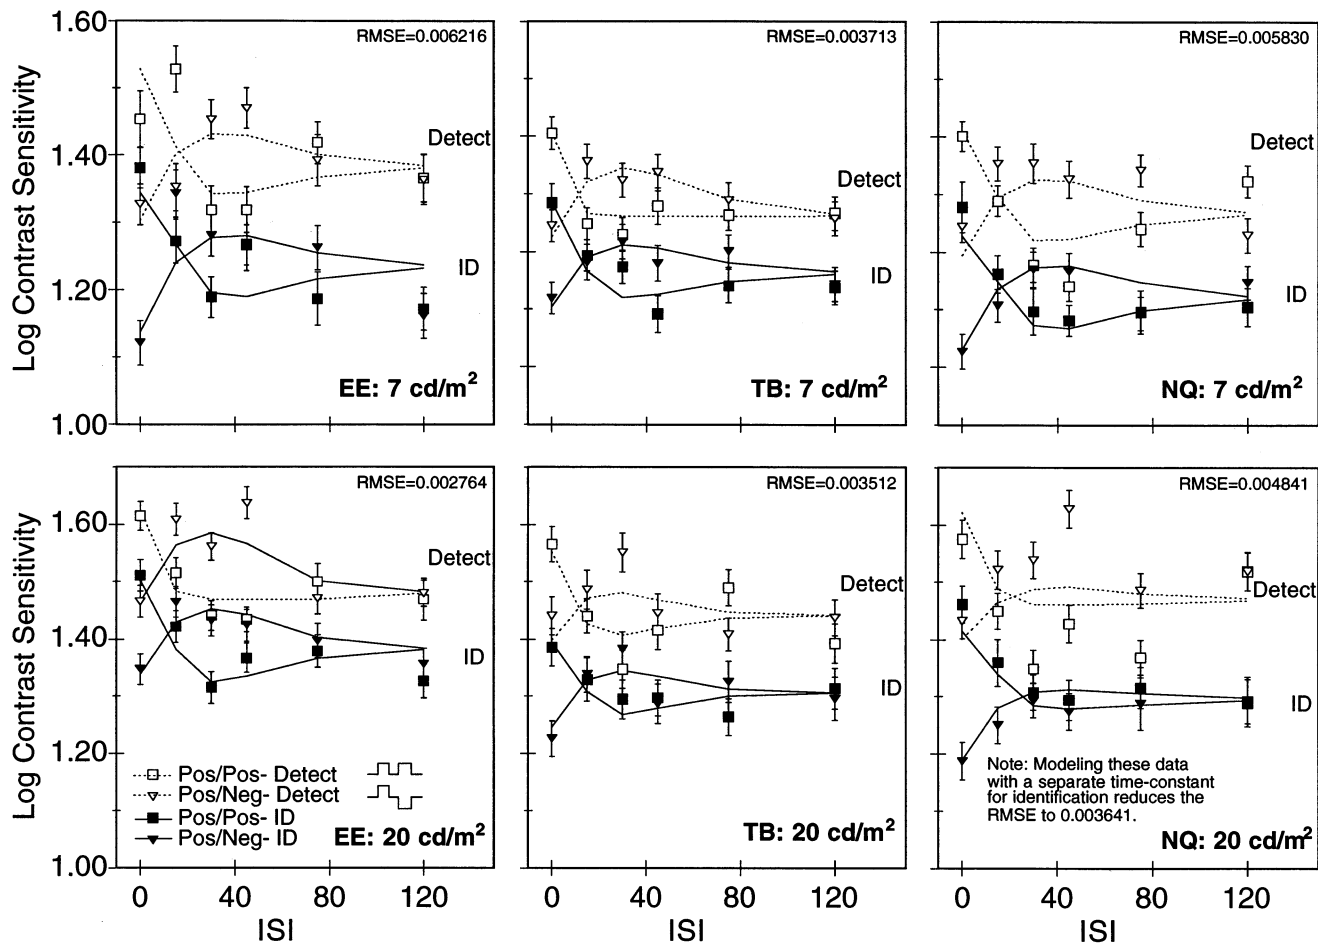 1.60
1.40
1.20
1.00
Log Contrast Sensitivity
RMSE=0.006216
Detect
ID
EE: 7 cd/m²
RMSE=0.003713
Detect
ID
TB: 7 cd/m²
RMSE=0.005830
Detect
ID
NQ: 7 cd/m²
1.60
1.40
1.20
1.00
Log Contrast Sensitivity
RMSE=0.002764
Detect
ID
Pos/Pos- Detect
Pos/Neg- Detect
Pos/Pos- ID
Pos/Neg- ID
EE: 20 cd/m²
0 40 80 120
ISI
RMSE=0.003512
Detect
ID
TB: 20 cd/m²
0 40 80 120
ISI
RMSE=0.004841
Detect
ID
Note: Modeling these data
with a separate time-constant
for identification reduces the
RMSE to 0.003641.
NQ: 20 cd/m²
0 40 80 120
ISI